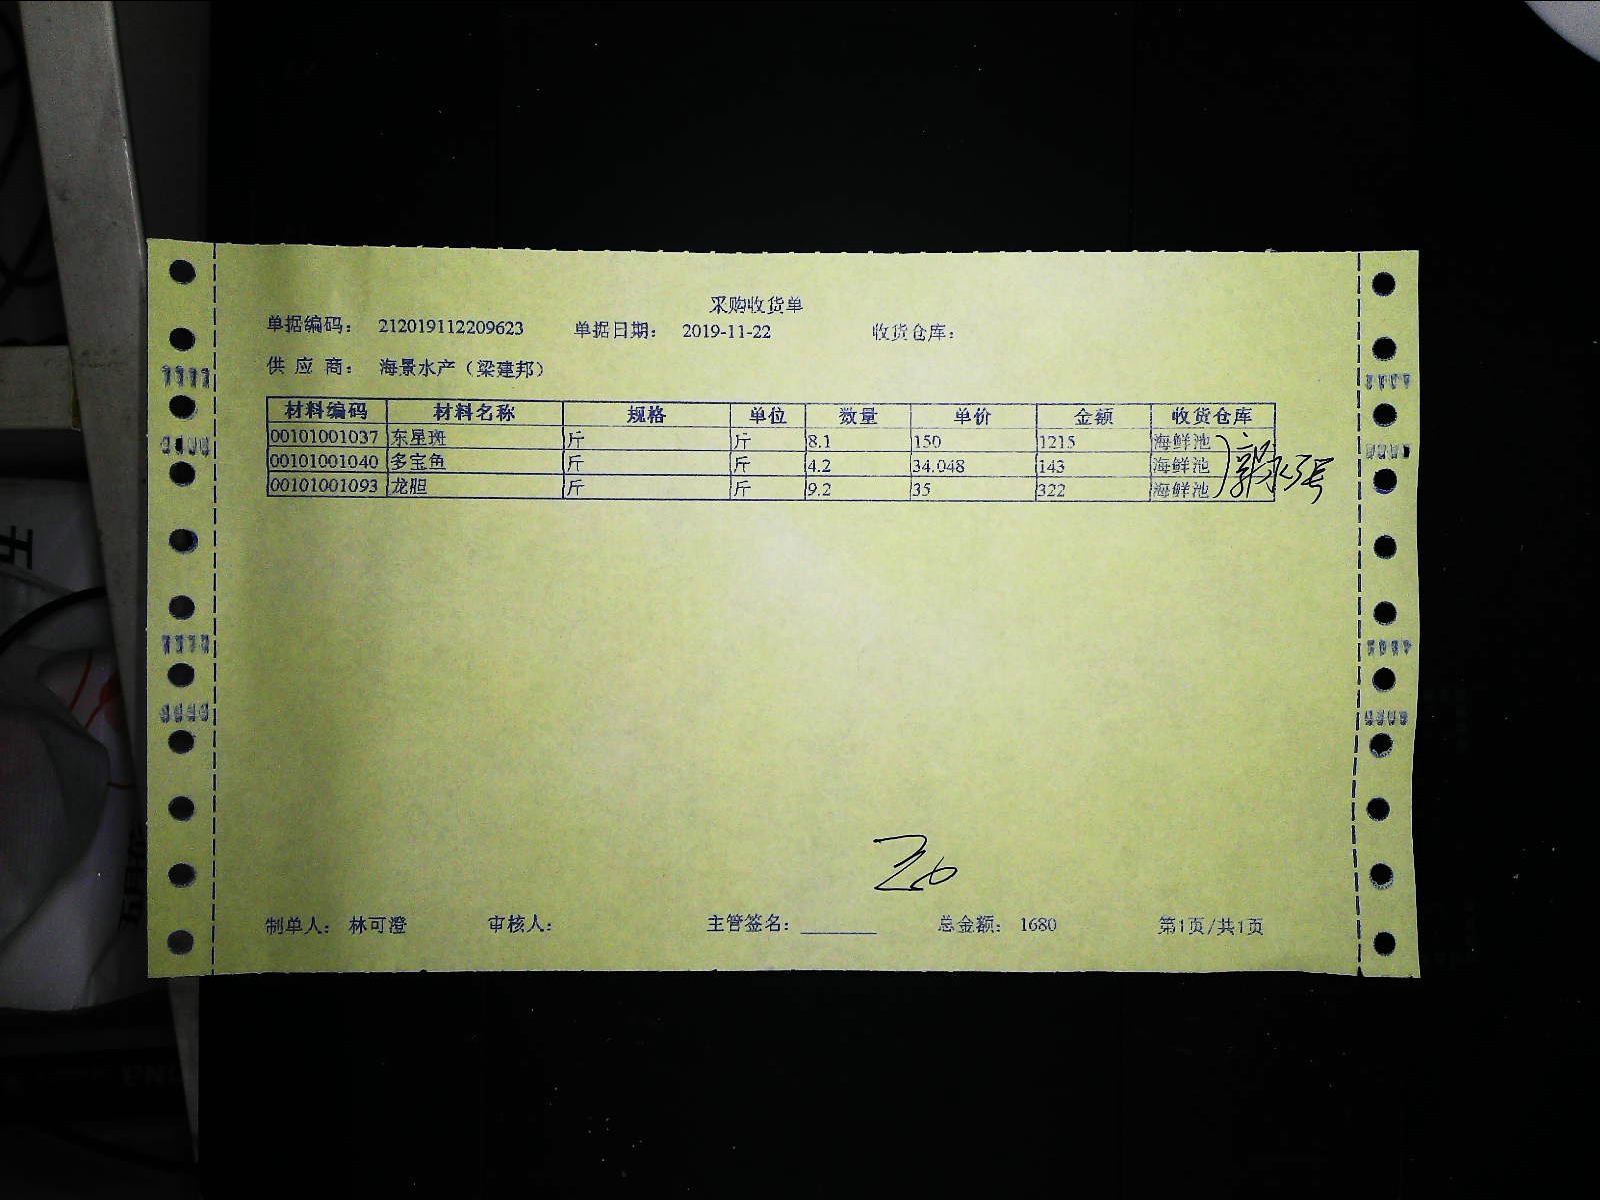 采购收货单
单据编码： 212019112209623 单据日期： 2019-11-22 收货仓库：
供 应 商： 海景水产（梁建邦）
材料编码 材料名称 规格 单位 数量 单价 金额 收货仓库
00101001037 东星斑 斤 斤 8.1 150 1215 海鲜池
00101001040 多宝鱼 斤 斤 4.2 34.048 143 海鲜池
00101001093 龙胆 斤 斤 9.2 35 322 海鲜池
制单人： 林可澄 审核人： 主管签名： 总金额： 1680 第1页/共1页